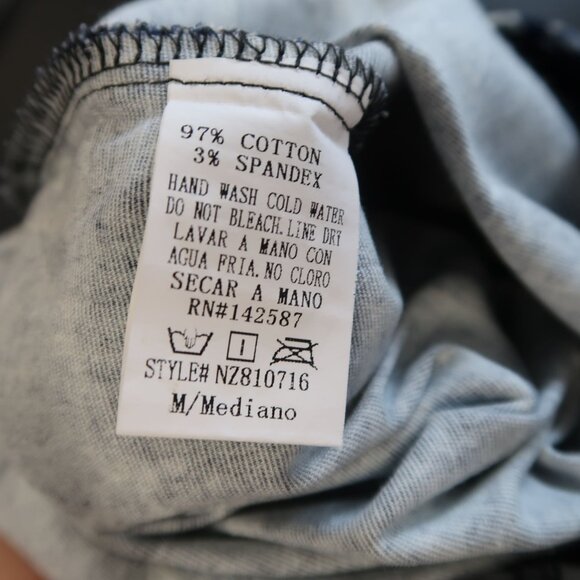 97% COTTON
3% SPANDEX
HAND WASH COLD WATER
DO NOT BLEACH.LINE DRY
LAVAR A MANO CON
AGUA FRIA.NO CLORO
SECAR A MANO
RN#142587
STYLE# NZ810716
M/Mediano